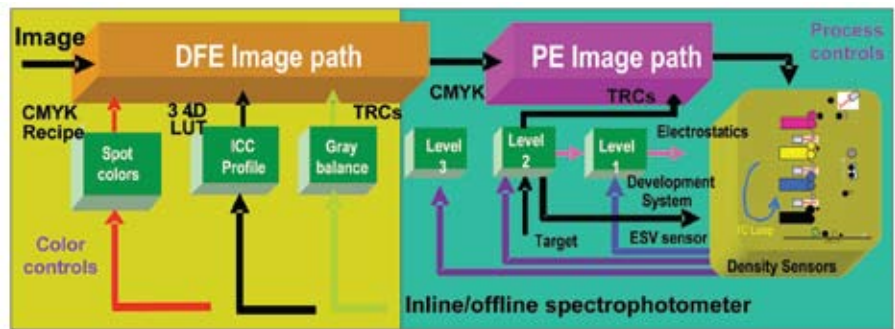 Image
DFE Image path
PE Image path
Process
controls
CMYK
CMYK
Recipe
3 4D
LUT
TRCs
TRCs
Spot
colors
ICC
Profile
Gray
balance
Level
3
Level
2
Level
1
Electrostatics
Development
System
Target
ESV sensor
TC Loop
Density Sensors
Color
controls
Inline/offline spectrophotometer